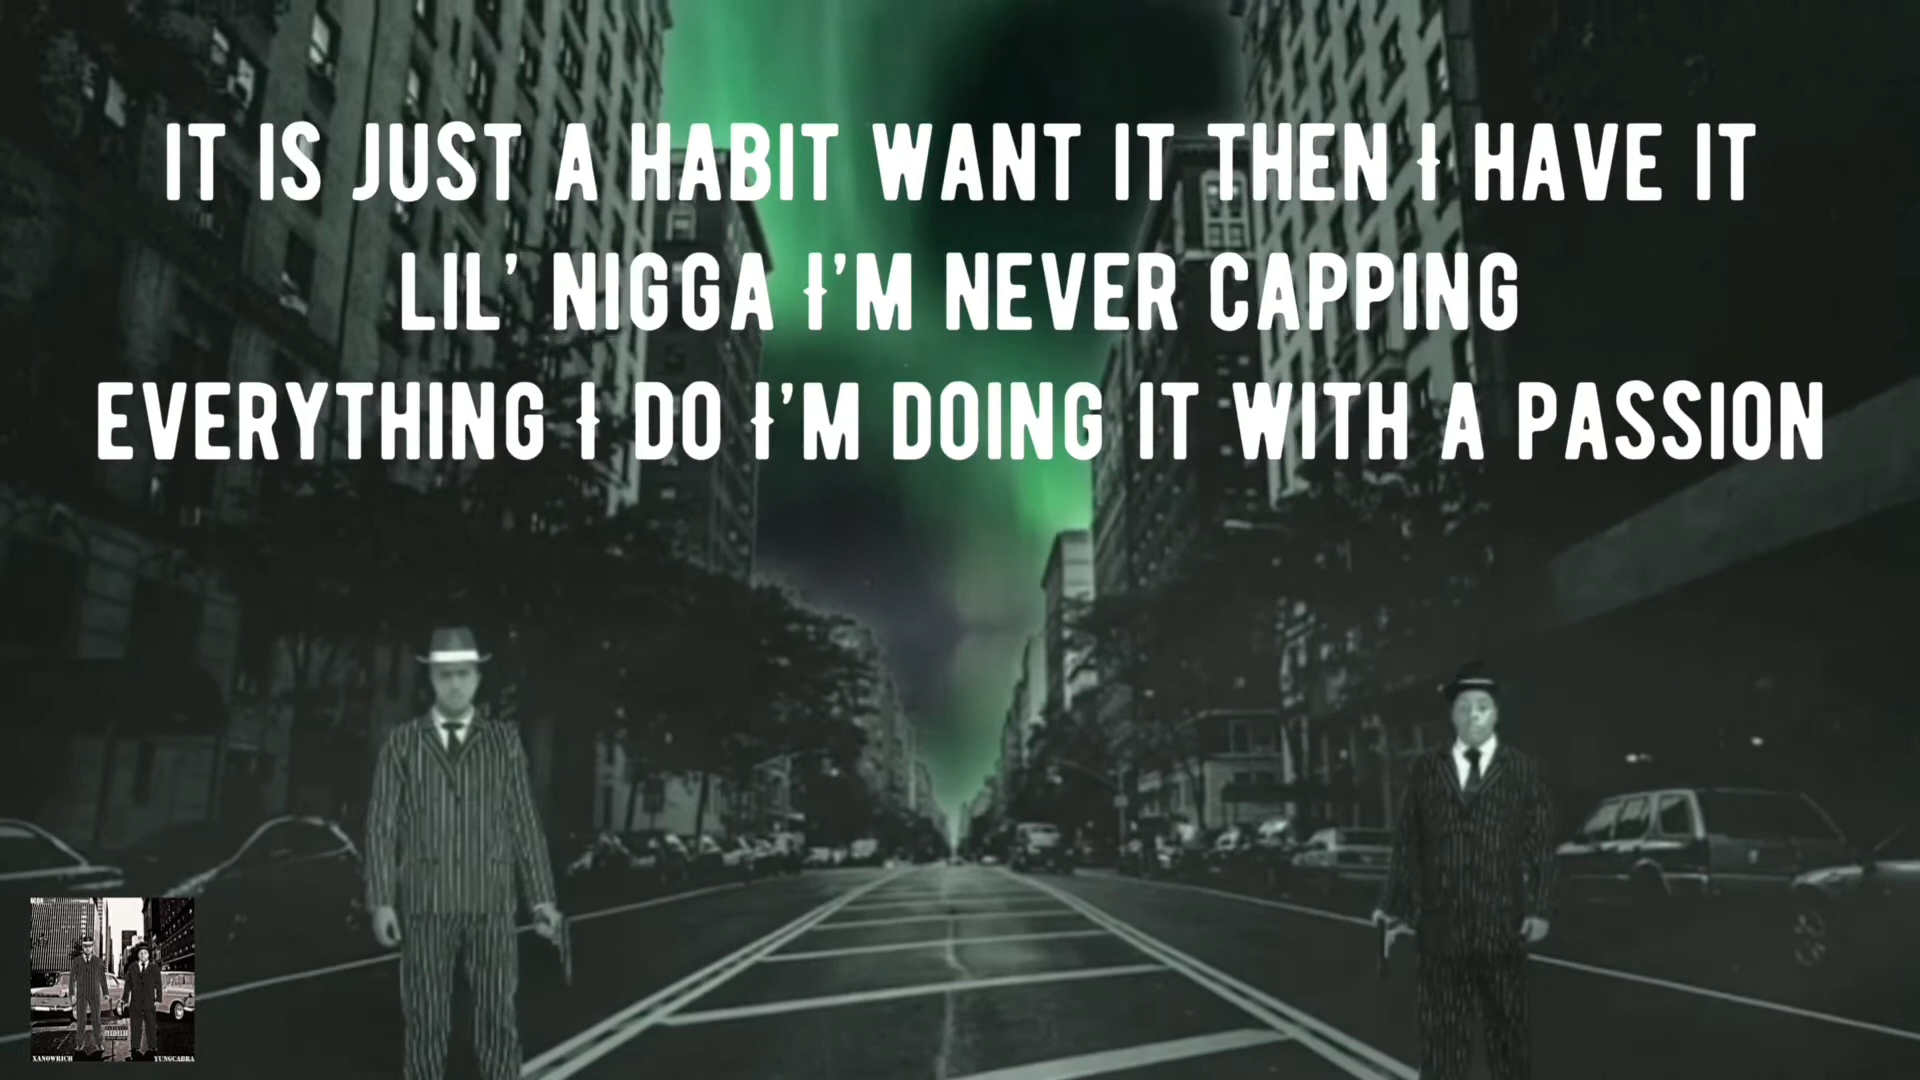 IT IS JUST A HABIT WANT IT THEN I HAVE IT
LIL' NIGGA I'M NEVER CAPPING
EVERYTHING I DO I'M DOING IT WITH A PASSION
XANOWRICH
YUNGCABRA